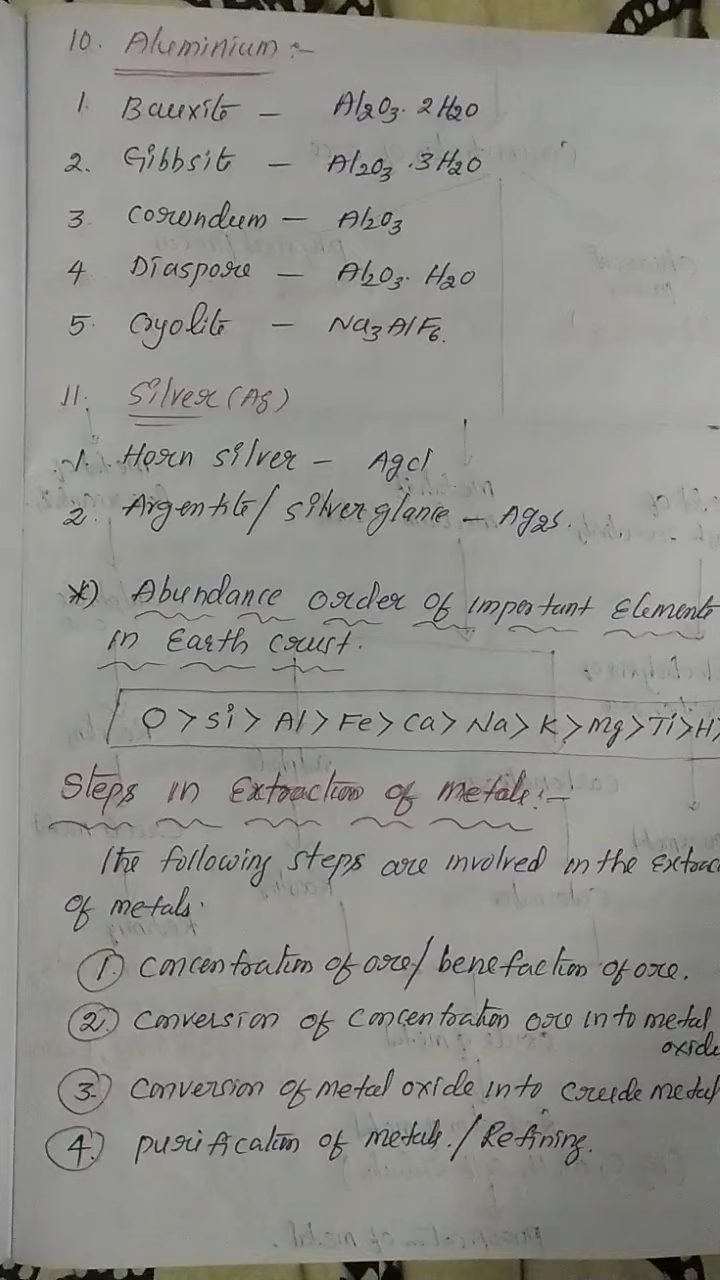 10. Aluminium :-
1. Bauxite - Al2O3. 2H2O
2. Gibbsit - Al2O3 .3H2O
3. Corundum - Al2O3
4 Diaspore - Al2O3. H2O
5. Cryolite - Na3AlF6.
11. Silver (Ag)
1. Horn silver - Agcl
2. Argentite/ silver glance - Ag2s.
*) Abundance order of important Elements
in Earth crust.
O > Si > Al > Fe > Ca > Na > K > Mg > Ti > H >
Steps in Extraction of metals :-
The following steps are involved in the Extrac
of metals.
1. Concentration of ore/ benefaction of ore.
2. Conversion of concentration ore into metal
oxide
3. Conversion of metal oxide into crude metal
4. purification of metals./Refining.